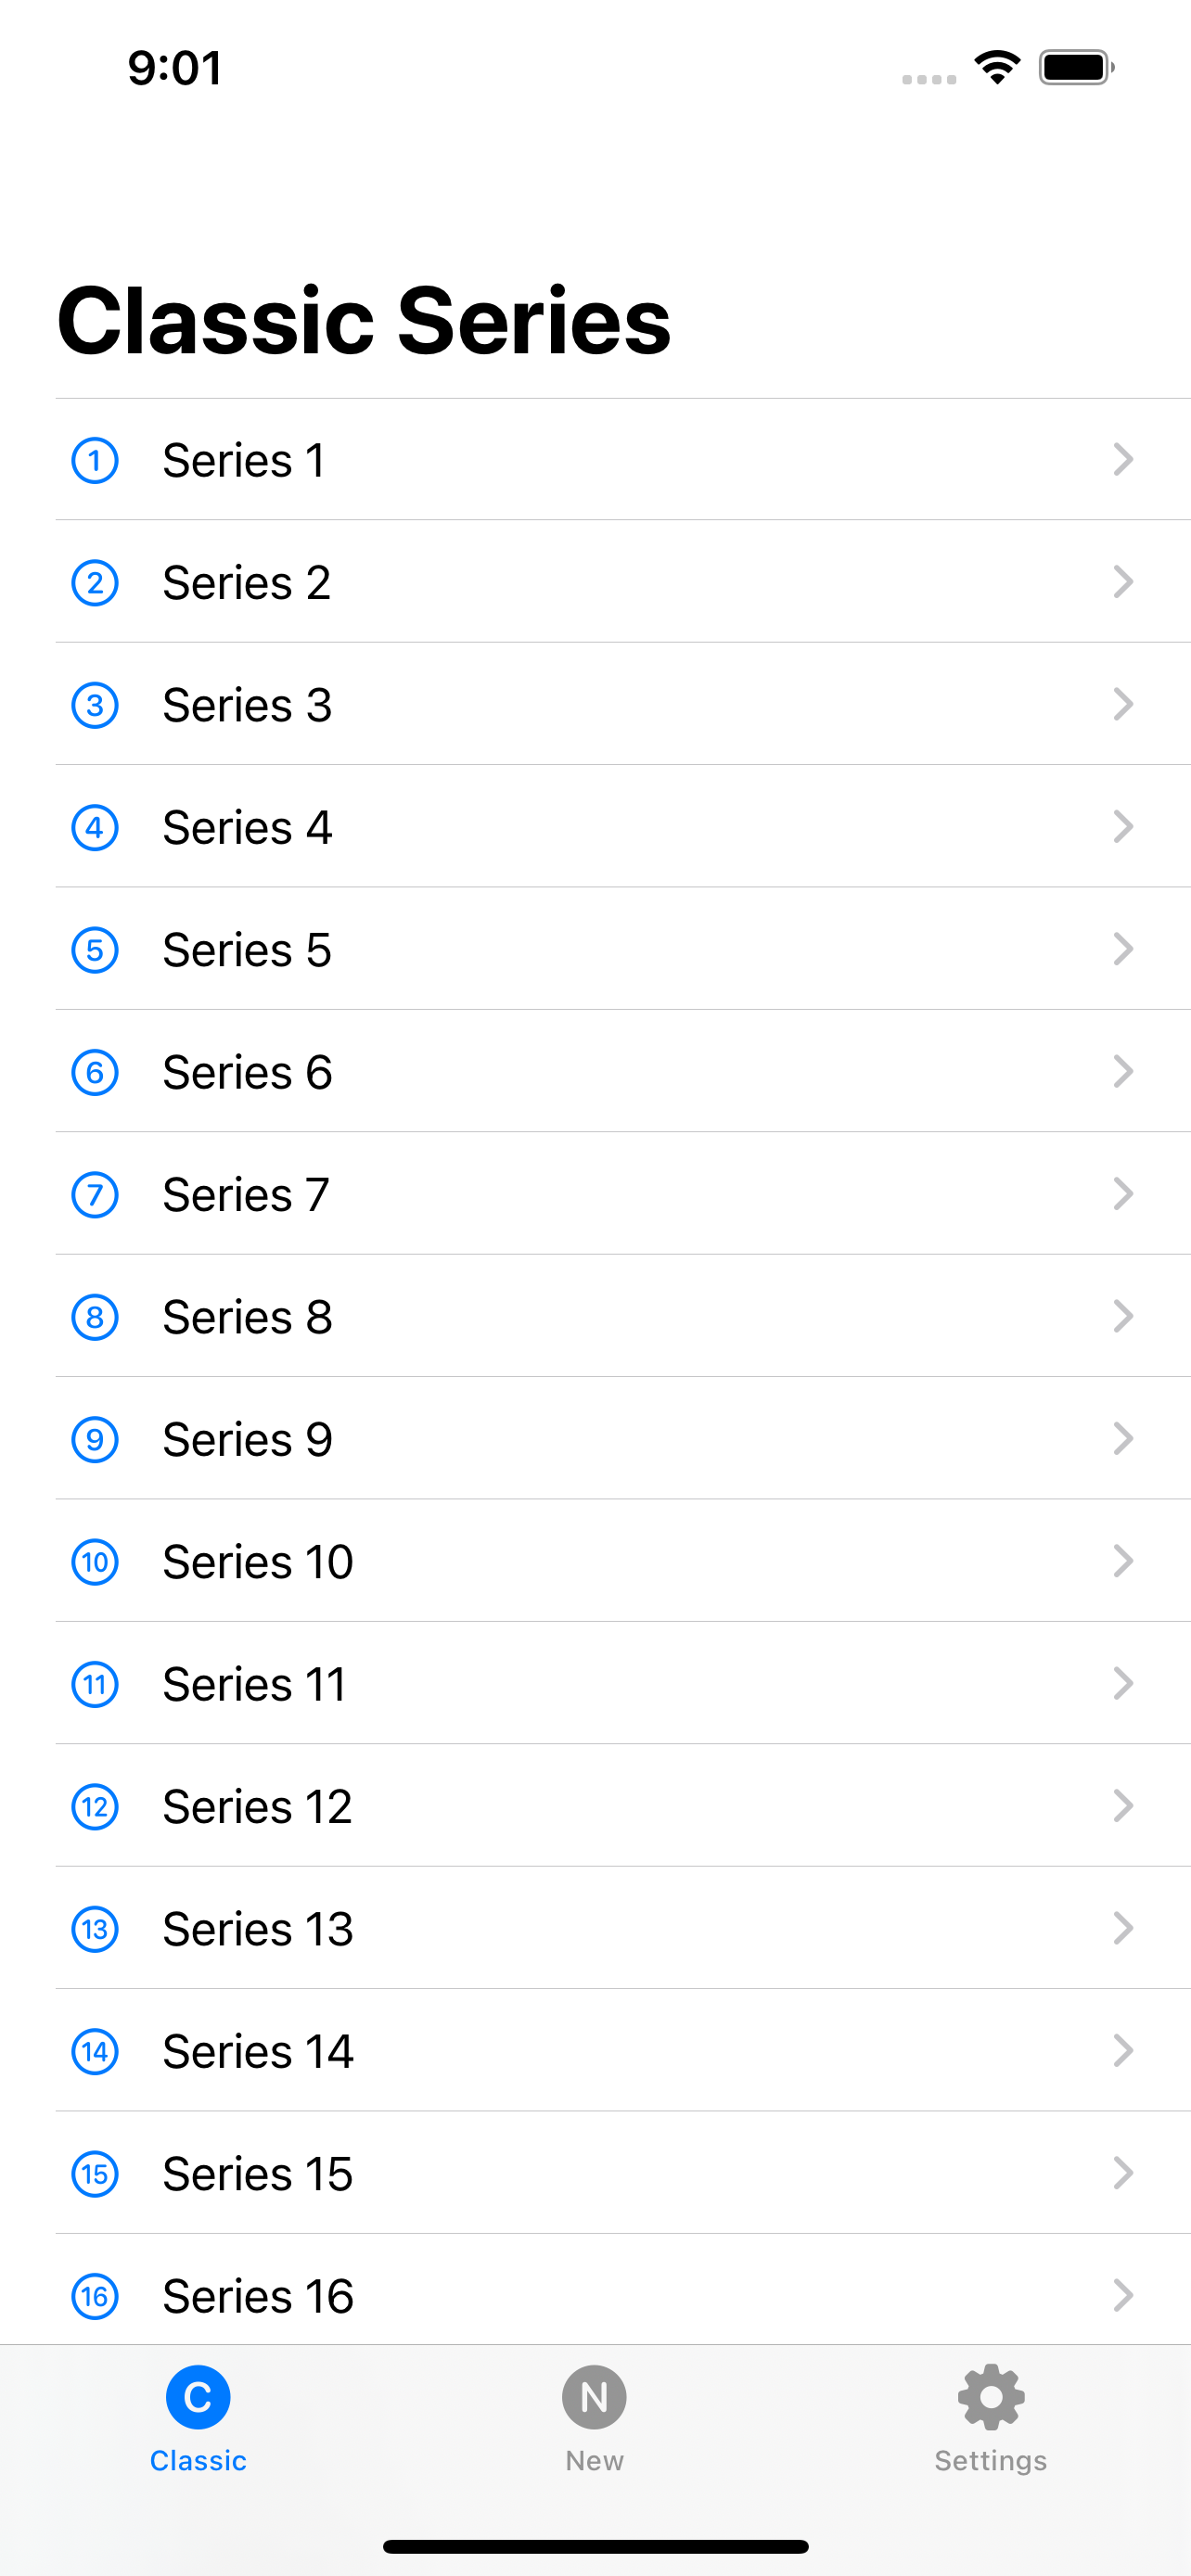 9:01
Classic Series
1 Series 1
2 Series 2
3 Series 3
4 Series 4
5 Series 5
6 Series 6
7 Series 7
8 Series 8
9 Series 9
10 Series 10
11 Series 11
12 Series 12
13 Series 13
14 Series 14
15 Series 15
16 Series 16
C N
Classic New Settings